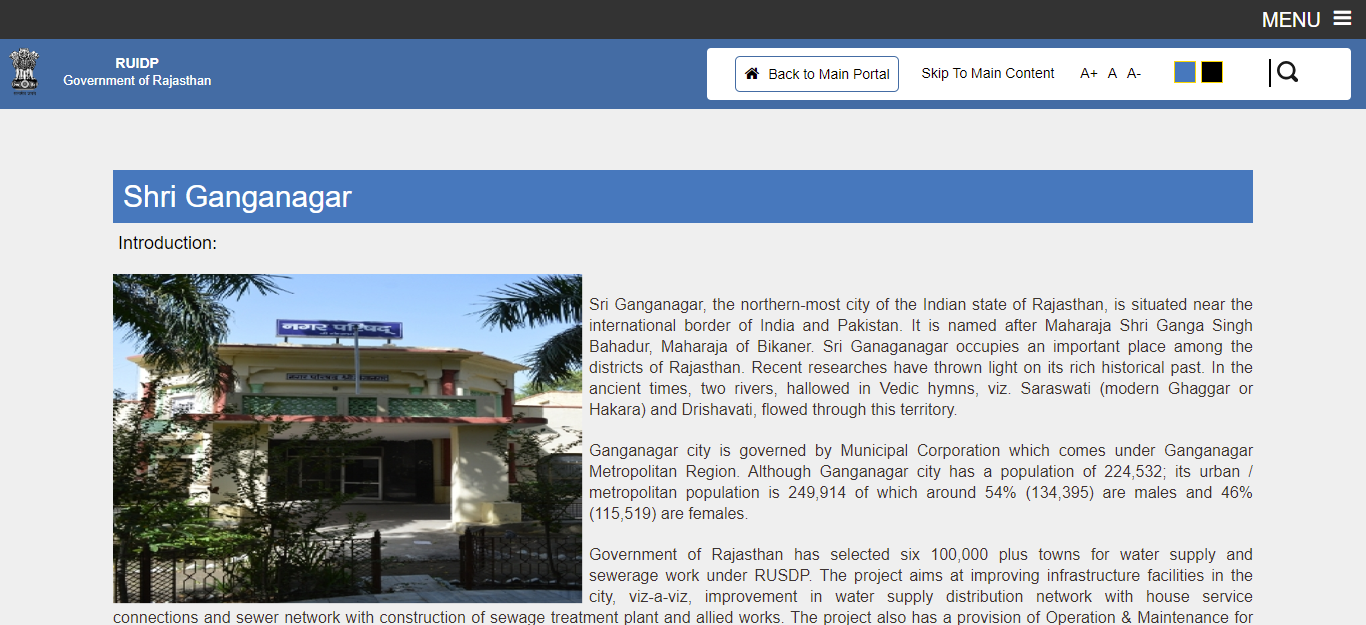 MENU
RUIDP
Government of Rajasthan
Back to Main Portal
Skip To Main Content
A+ A A-
Shri Ganganagar
Introduction:
नगर परिषद्
Sri Ganganagar, the northern-most city of the Indian state of Rajasthan, is situated near the
international border of India and Pakistan. It is named after Maharaja Shri Ganga Singh
Bahadur, Maharaja of Bikaner. Sri Ganaganagar occupies an important place among the
districts of Rajasthan. Recent researches have thrown light on its rich historical past. In the
ancient times, two rivers, hallowed in Vedic hymns, viz. Saraswati (modern Ghaggar or
Hakara) and Drishavati, flowed through this territory.
Ganganagar city is governed by Municipal Corporation which comes under Ganganagar
Metropolitan Region. Although Ganganagar city has a population of 224,532; its urban /
metropolitan population is 249,914 of which around 54% (134,395) are males and 46%
(115,519) are females.
Government of Rajasthan has selected six 100,000 plus towns for water supply and
sewerage work under RUSDP. The project aims at improving infrastructure facilities in the
city, viz-a-viz, improvement in water supply distribution network with house service
connections and sewer network with construction of sewage treatment plant and allied works. The project also has a provision of Operation & Maintenance for